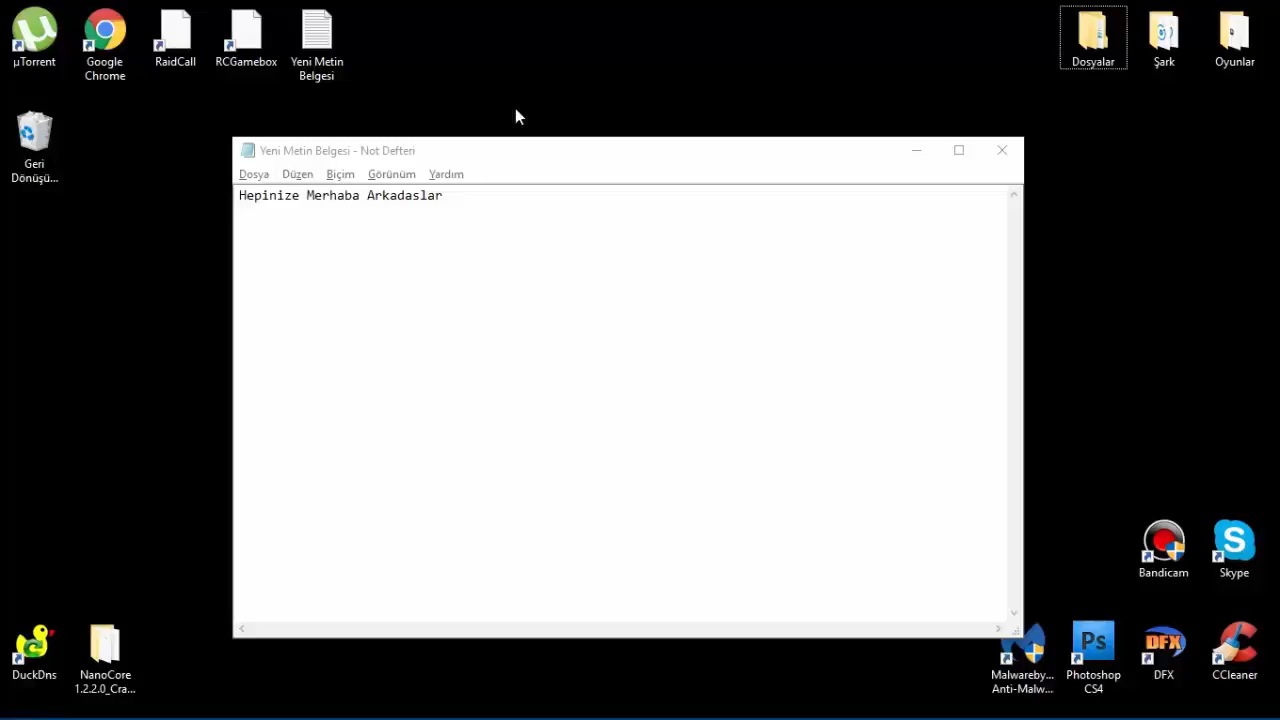 µTorrent
Google
Chrome
RaidCall
RCGamebox
Yeni Metin
Belgesi
Dosyalar
Şark
Oyunlar
Geri
Dönüşü...
Yeni Metin Belgesi - Not Defteri
Dosya Düzen Biçim Görünüm Yardım
Hepinize Merhaba Arkadaslar
Bandicam
Skype
DuckDns
NanoCore
1.2.2.0_Cra...
Malwareby...
Anti-Malw...
Ps
Photoshop
CS4
DFX
DFX
CCleaner